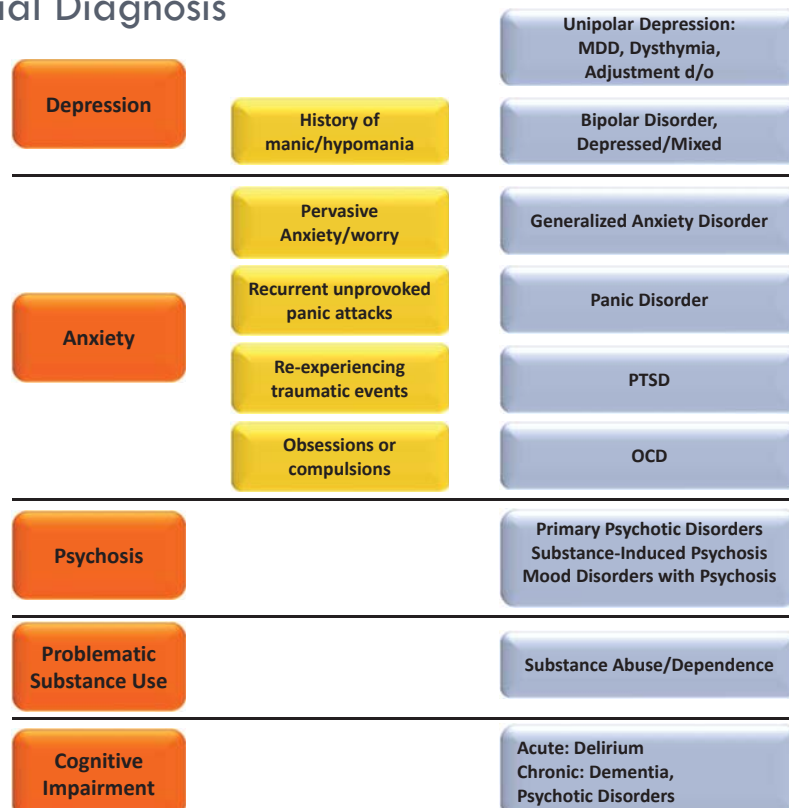 ial Diagnosis
Unipolar Depression:
MDD, Dysthymia,
Adjustment d/o
Depression
History of
manic/hypomania
Bipolar Disorder,
Depressed/Mixed
Pervasive
Anxiety/worry
Generalized Anxiety Disorder
Recurrent unprovoked
panic attacks
Panic Disorder
Anxiety
Re-experiencing
traumatic events
PTSD
Obsessions or
compulsions
OCD
Psychosis
Primary Psychotic Disorders
Substance-Induced Psychosis
Mood Disorders with Psychosis
Problematic
Substance Use
Substance Abuse/Dependence
Cognitive
Impairment
Acute: Delirium
Chronic: Dementia,
Psychotic Disorders